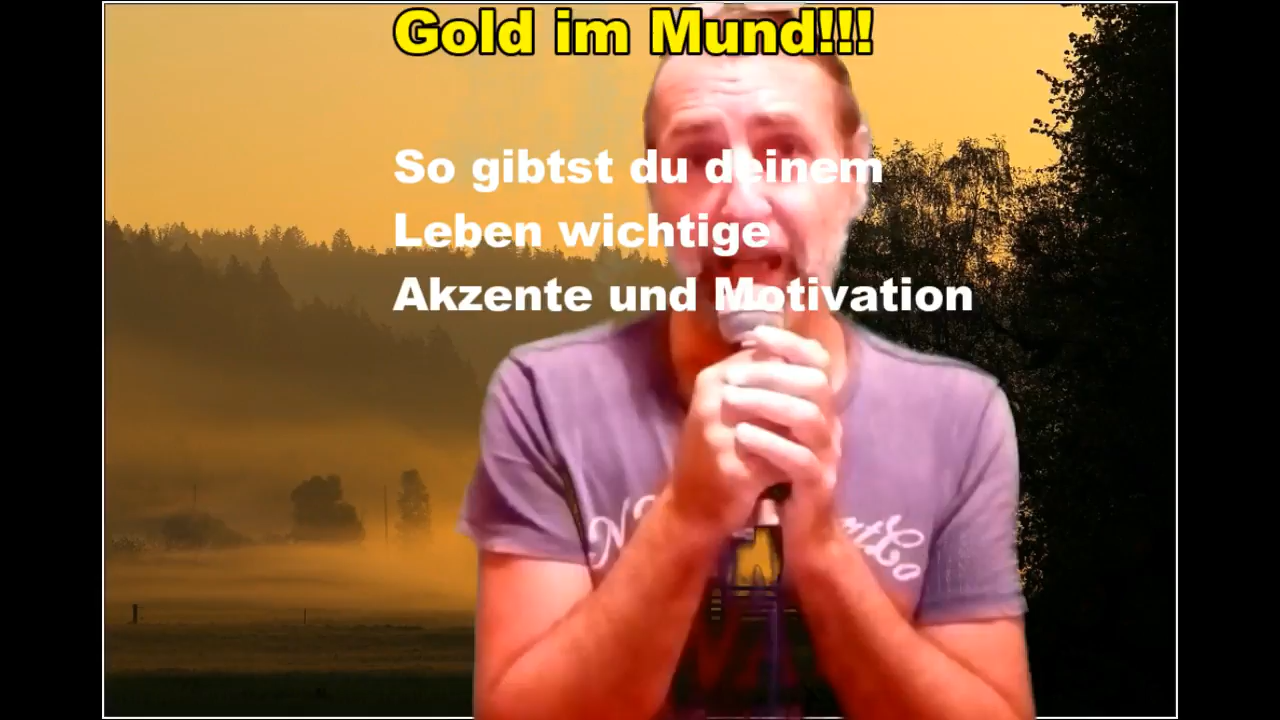 Gold im Mund!!!
So gibtst du deinem
Leben wichtige
Akzente und Motivation